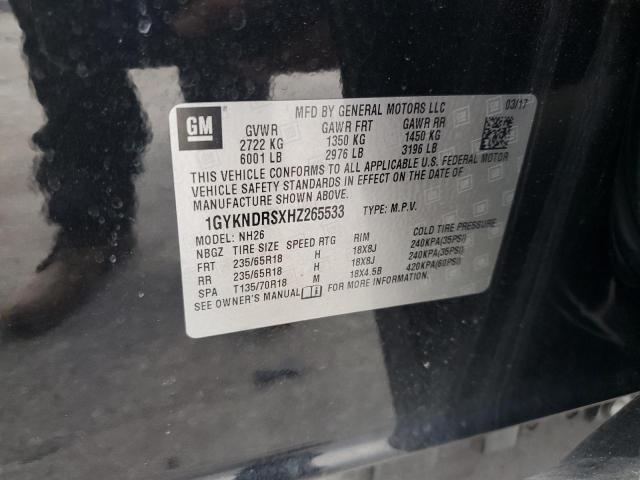 GM
MFD BY GENERAL MOTORS LLC 03/17
GVWR GAWR FRT GAWR RR
2722 KG 1350 KG 1450 KG
6001 LB 2976 LB 3196 LB
THIS VEHICLE CONFORMS TO ALL APPLICABLE U.S. FEDERAL MOTOR
VEHICLE SAFETY STANDARDS IN EFFECT ON THE DATE OF
MANUFACTURE SHOWN ABOVE.
1GYKNDRSXHZ265533 TYPE: M.P.V.
MODEL: NH26
NBGZ TIRE SIZE SPEED RTG RIM COLD TIRE PRESSURE
FRT 235/65R18 H 18X8J 240KPA(35PSI)
RR 235/65R18 H 18X8J 240KPA(35PSI)
SPA T135/70R18 M 18X4.5B 420KPA(60PSI)
SEE OWNER'S MANUAL FOR MORE INFORMATION.